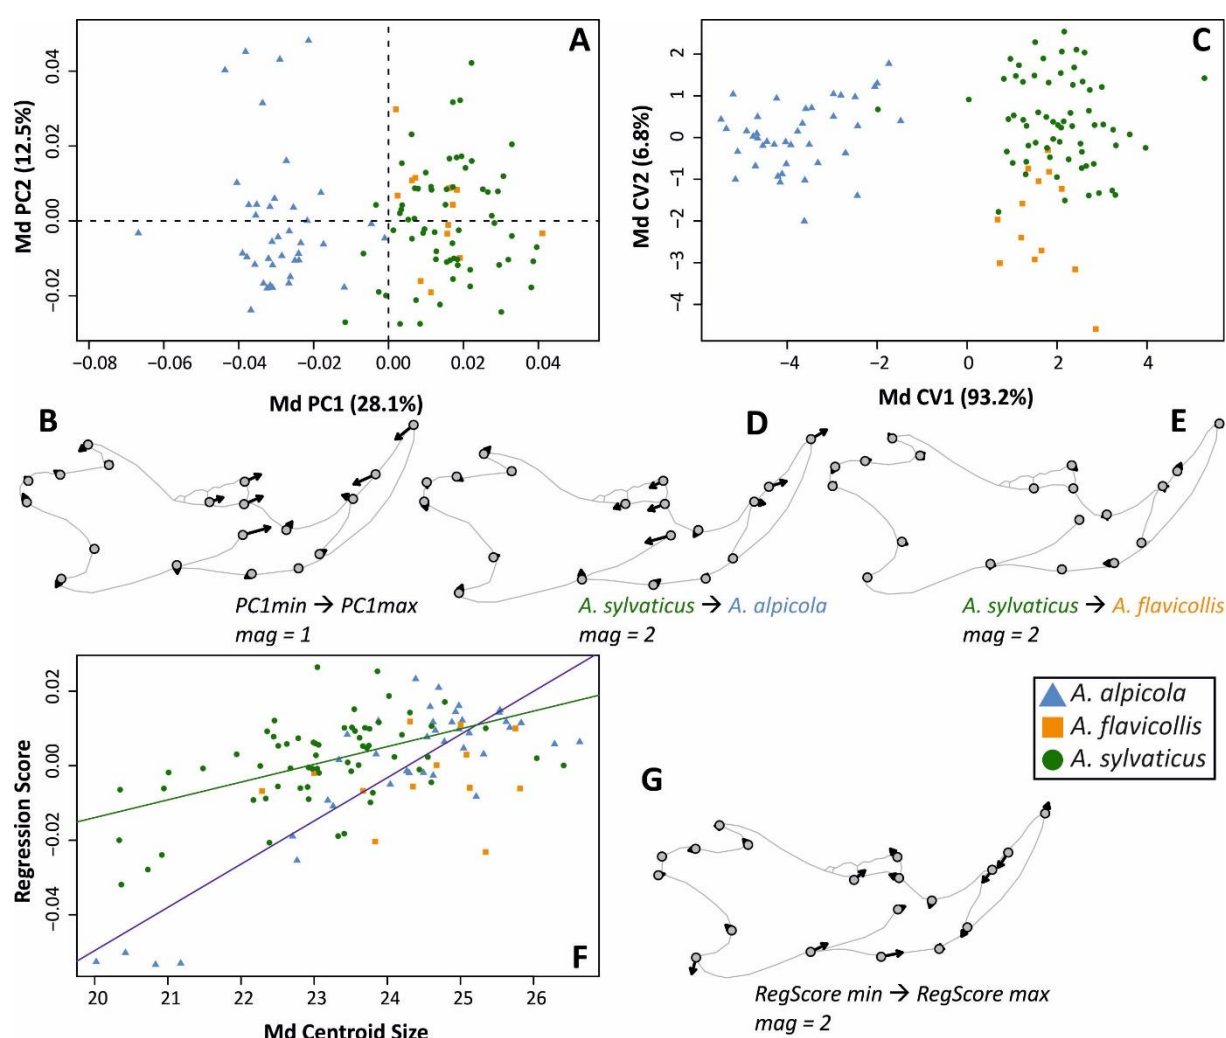 A
Md PC2 (12.5%)
0.04
0.02
0.00
−0.02
−0.08
−0.06
−0.04
−0.02
0.00
0.02
0.04
Md PC1 (28.1%)
C
Md CV2 (6.8%)
2
1
0
−1
−2
−3
−4
−4
−2
0
2
4
Md CV1 (93.2%)
B
PC1min → PC1max
mag = 1
D
A. sylvaticus → A. alpicola
mag = 2
E
A. sylvaticus → A. flavicollis
mag = 2
Regression Score
0.02
0.00
−0.02
−0.04
F
20
21
22
23
24
25
26
Md Centroid Size
A. alpicola
A. flavicollis
A. sylvaticus
G
RegScore min → RegScore max
mag = 2